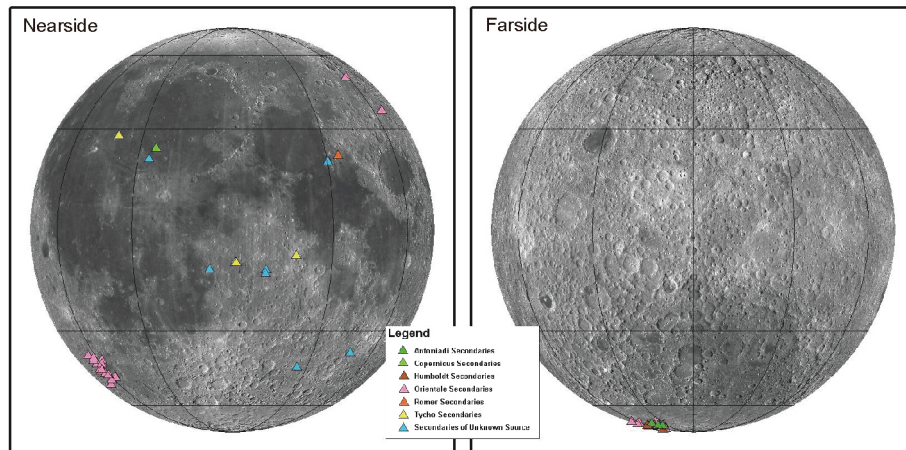 Nearside
Farside
Legend
Antoniadi Secondaries
Copernicus Secondaries
Humboldt Secondaries
Orientale Secondaries
Romer Secondaries
Tycho Secondaries
Secondaries of Unknown Source